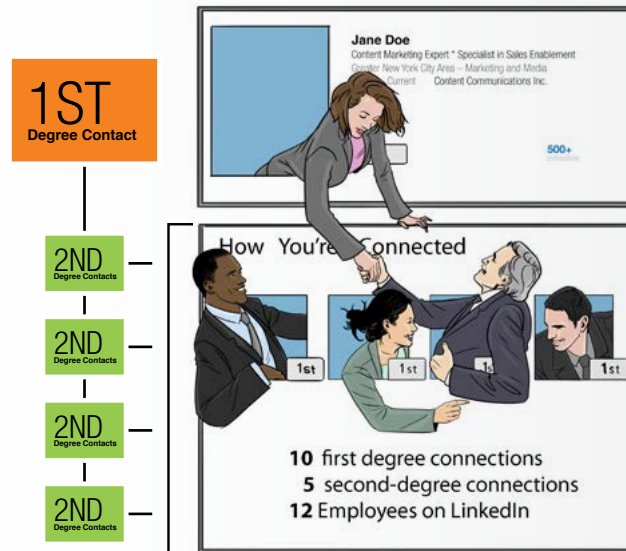 1ST
Degree Contact
2ND
Degree Contacts
2ND
Degree Contacts
2ND
Degree Contacts
2ND
Degree Contacts
Jane Doe
Content Marketing Expert * Specialist in Sales Enablement
Greater New York City Area – Marketing and Media
Current Content Communications Inc.
500+
How You're Connected
1st
1st
1s
1st
10 first degree connections
5 second-degree connections
12 Employees on LinkedIn